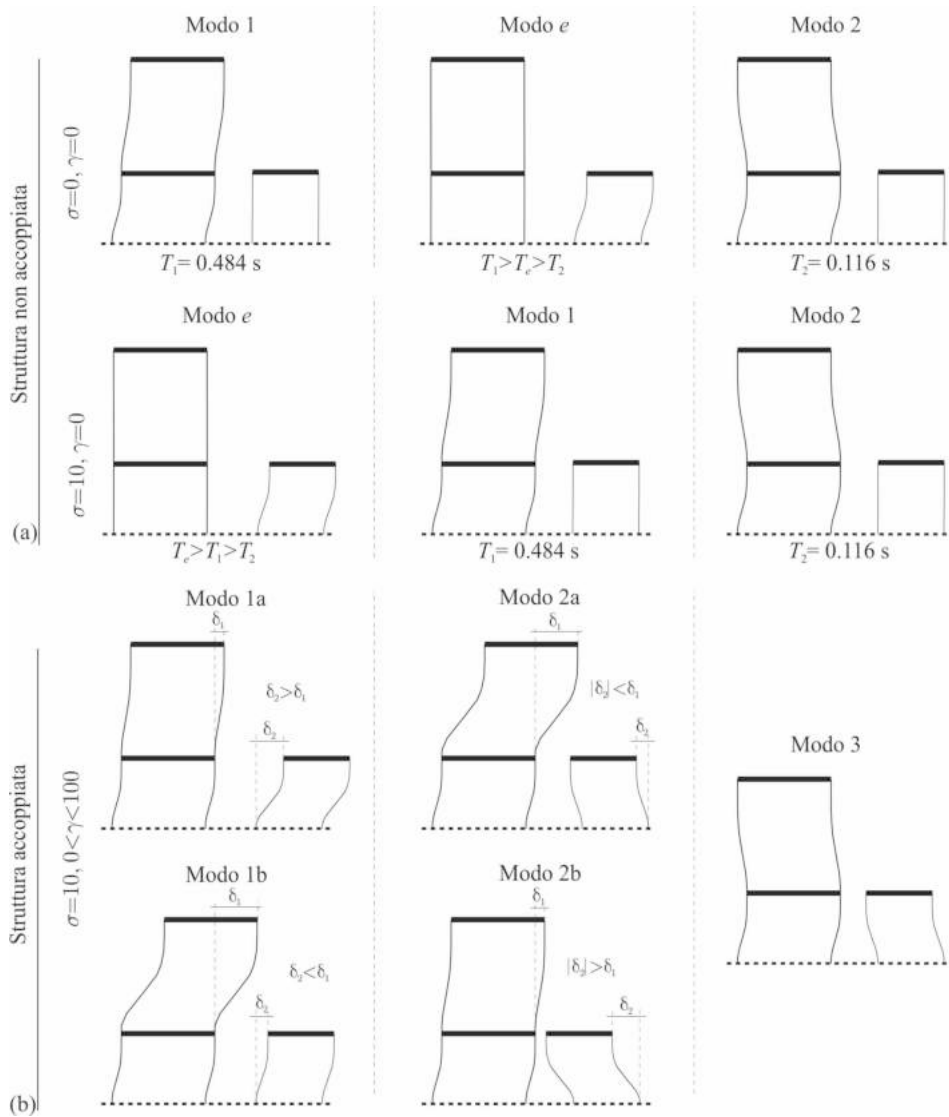 Modo 1
Modo e
Modo 2
Struttura non accoppiata
σ=0, γ=0
T₁= 0.484 s
T₁>Tₑ>T₂
T₂= 0.116 s
Modo e
Modo 1
Modo 2
σ=10, γ=0
(a)
Tₑ>T₁>T₂
T₁= 0.484 s
T₂= 0.116 s
Modo 1a
Modo 2a
δ₁
δ₁
δ₂>δ₁
|δ₂|<δ₁
δ₂
δ₂
Modo 3
Struttura accoppiata
σ=10, 0<γ<100
Modo 1b
Modo 2b
δ₁
δ₁
δ₂<δ₁
|δ₂|>δ₁
δ₂
δ₂
(b)